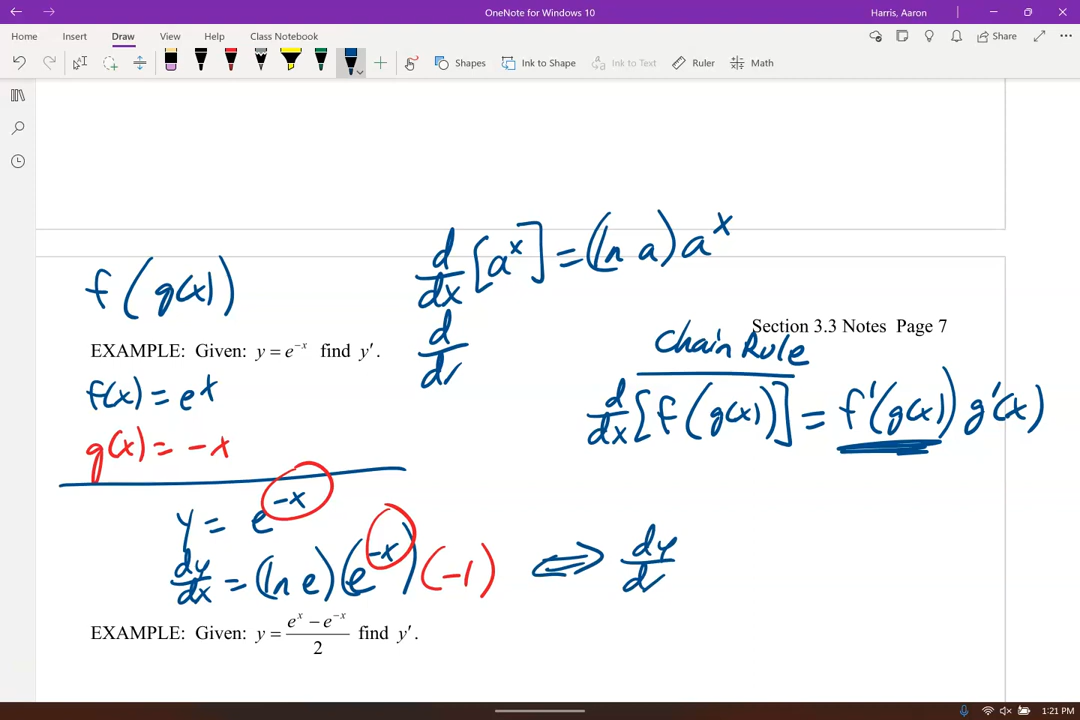 OneNote for Windows 10
Harris, Aaron
Home Insert Draw View Help Class Notebook
Share
Shapes Ink to Shape Ink to Text Ruler Math
d/dx [a^x] = (ln a) a^x
f(g(x))
d/d
Section 3.3 Notes Page 7
Chain Rule
EXAMPLE: Given: y = e^{-x} find y′.
f(x) = e^x
d/dx [f(g(x))] = f'(g(x)) g'(x)
g(x) = -x
y = e^{-x}
dy/dx = (ln e)(e^{-x})(-1) ⟺ dy/d
EXAMPLE: Given: y = (e^x − e^{-x})/2 find y′.
1:21 PM